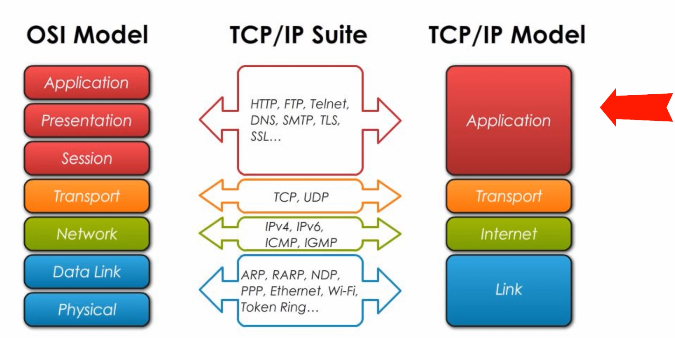 OSI Model
TCP/IP Suite
TCP/IP Model
Application
Presentation
Session
Transport
Network
Data Link
Physical
HTTP, FTP, Telnet,
DNS, SMTP, TLS,
SSL...
TCP, UDP
IPv4, IPv6,
ICMP, IGMP
ARP, RARP, NDP,
PPP, Ethernet, Wi-Fi,
Token Ring...
Application
Transport
Internet
Link